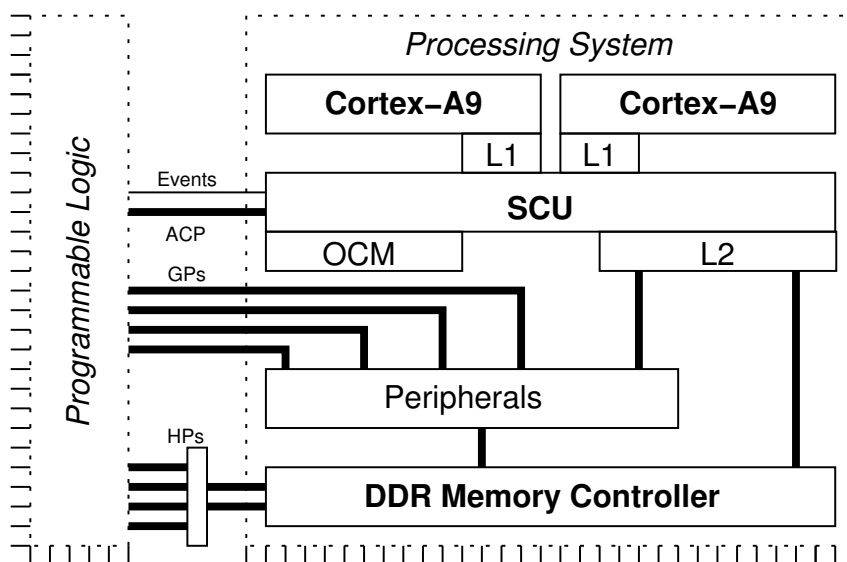 Processing System
Cortex−A9
Cortex−A9
L1
L1
Programmable Logic
Events
SCU
ACP
OCM
L2
GPs
Peripherals
HPs
DDR Memory Controller